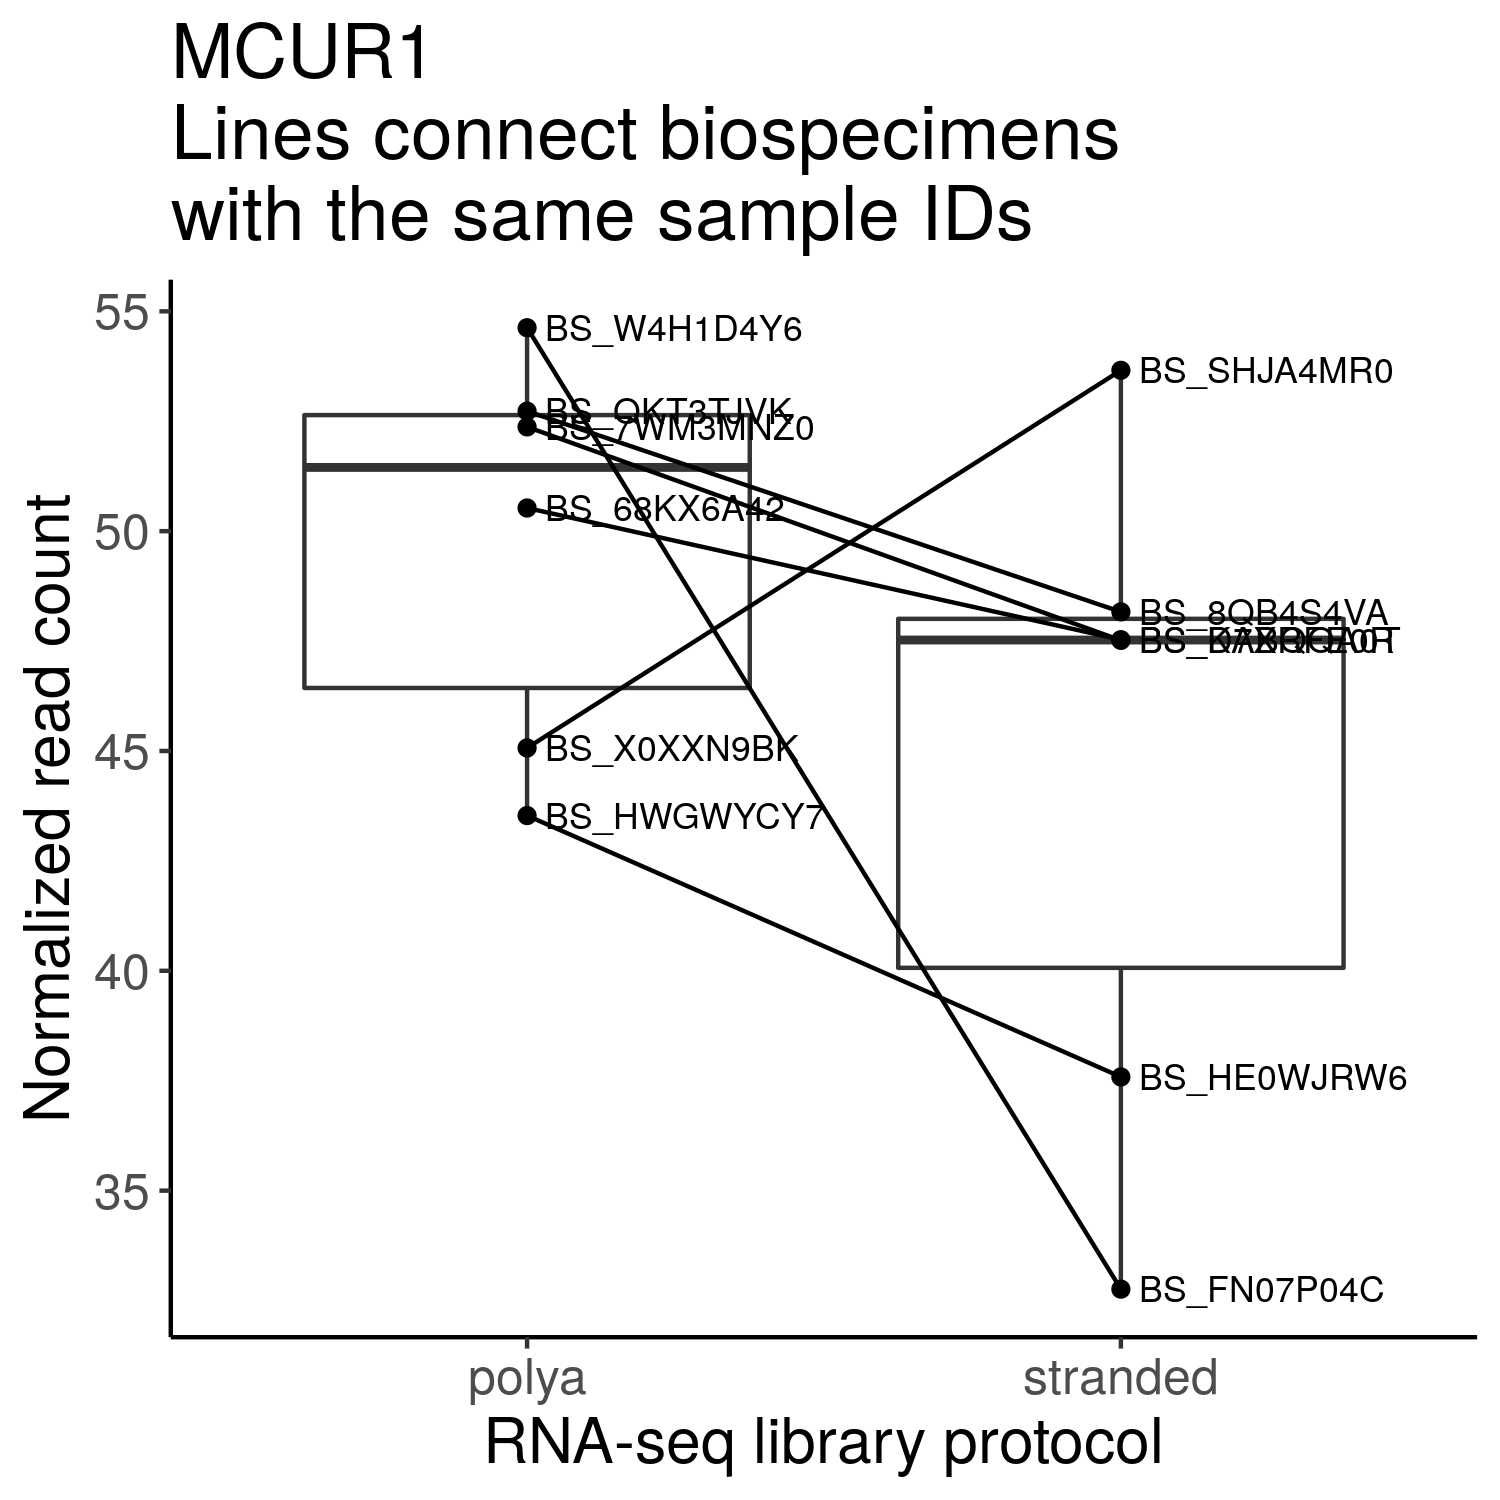 MCUR1
Lines connect biospecimens
with the same sample IDs
Normalized read count
55
50
45
40
35
BS_W4H1D4Y6
BS_QKT3TJVK
BS_7WM3MNZ0
BS_68KX6A42
BS_X0XXN9BK
BS_HWGWYCY7
BS_SHJA4MR0
BS_8QB4S4VA
BS_HE0WJRW6
BS_FN07P04C
polya
stranded
RNA-seq library protocol